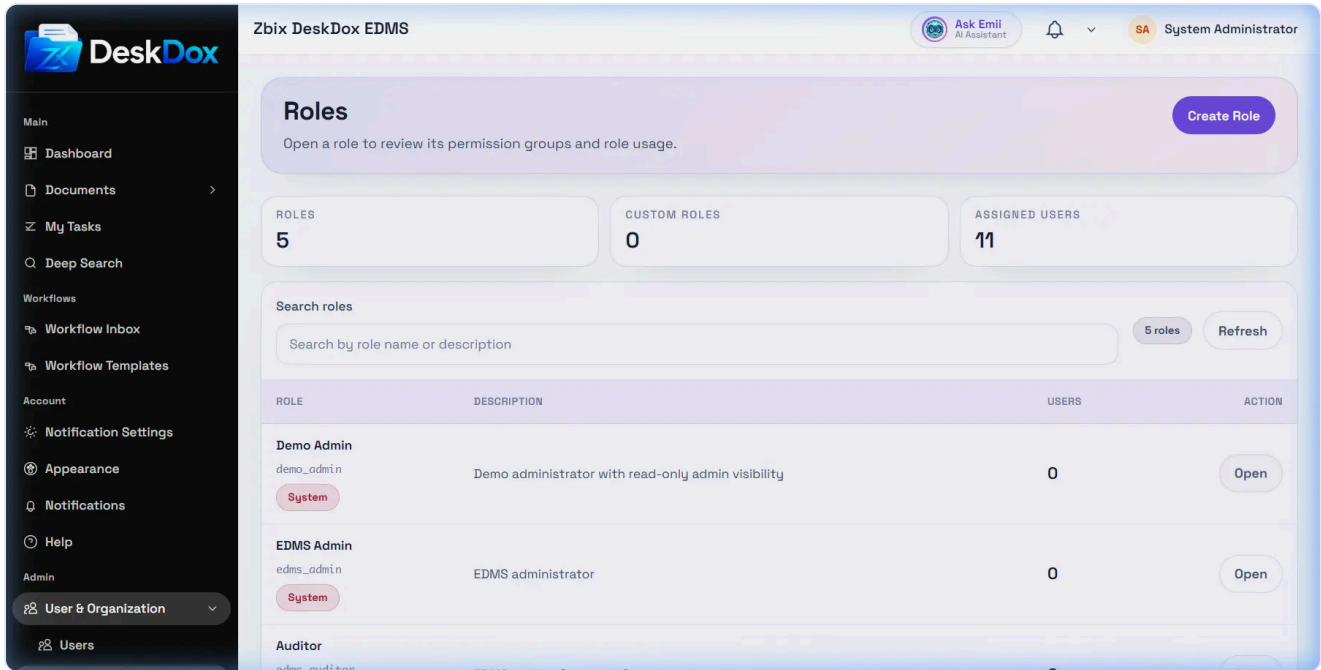 DeskDox
Main
Dashboard
Documents
My Tasks
Deep Search
Workflows
Workflow Inbox
Workflow Templates
Account
Notification Settings
Appearance
Notifications
Help
Admin
User & Organization
Users
Zbix DeskDox EDMS
Ask Emii
AI Assistant
SA
System Administrator
Roles
Open a role to review its permission groups and role usage.
Create Role
ROLES
5
CUSTOM ROLES
0
ASSIGNED USERS
11
Search roles
Search by role name or description
5 roles
Refresh
ROLE DESCRIPTION USERS ACTION
Demo Admin
demo_admin
System
Demo administrator with read-only admin visibility
0
Open
EDMS Admin
edms_admin
System
EDMS administrator
0
Open
Auditor
edms_auditor